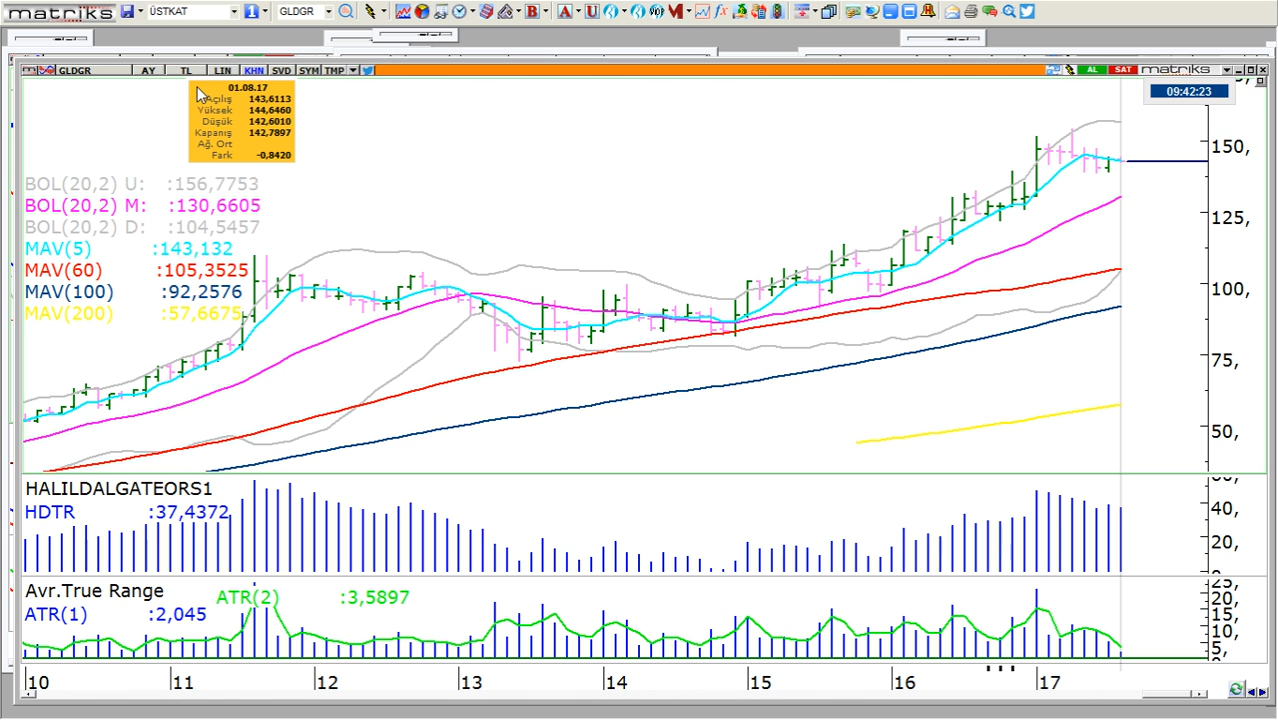 matriks ÜSTKAT GLDGR
GLDGR AY TL LIN KHN SVD SYM TMP AL SAT matriks
01.08.17
Açılış 143,6113
Yüksek 144,6460
Düşük 142,6010
Kapanış 142,7897
Ağ. Ort
Fark -0,8420
09:42:23
BOL(20,2) U: :156,7753
BOL(20,2) M: :130,6605
BOL(20,2) D: :104,5457
MAV(5) :143,132
MAV(60) :105,3525
MAV(100) :92,2576
MAV(200) :57,6675
150,
125,
100,
75,
50,
HALILDALGATEORS1
HDTR :37,4372
40,
20,
0,
Avr.True Range
ATR(1) :2,045
ATR(2) :3,5897
20,
15,
10,
5,
10 11 12 13 14 15 16 17